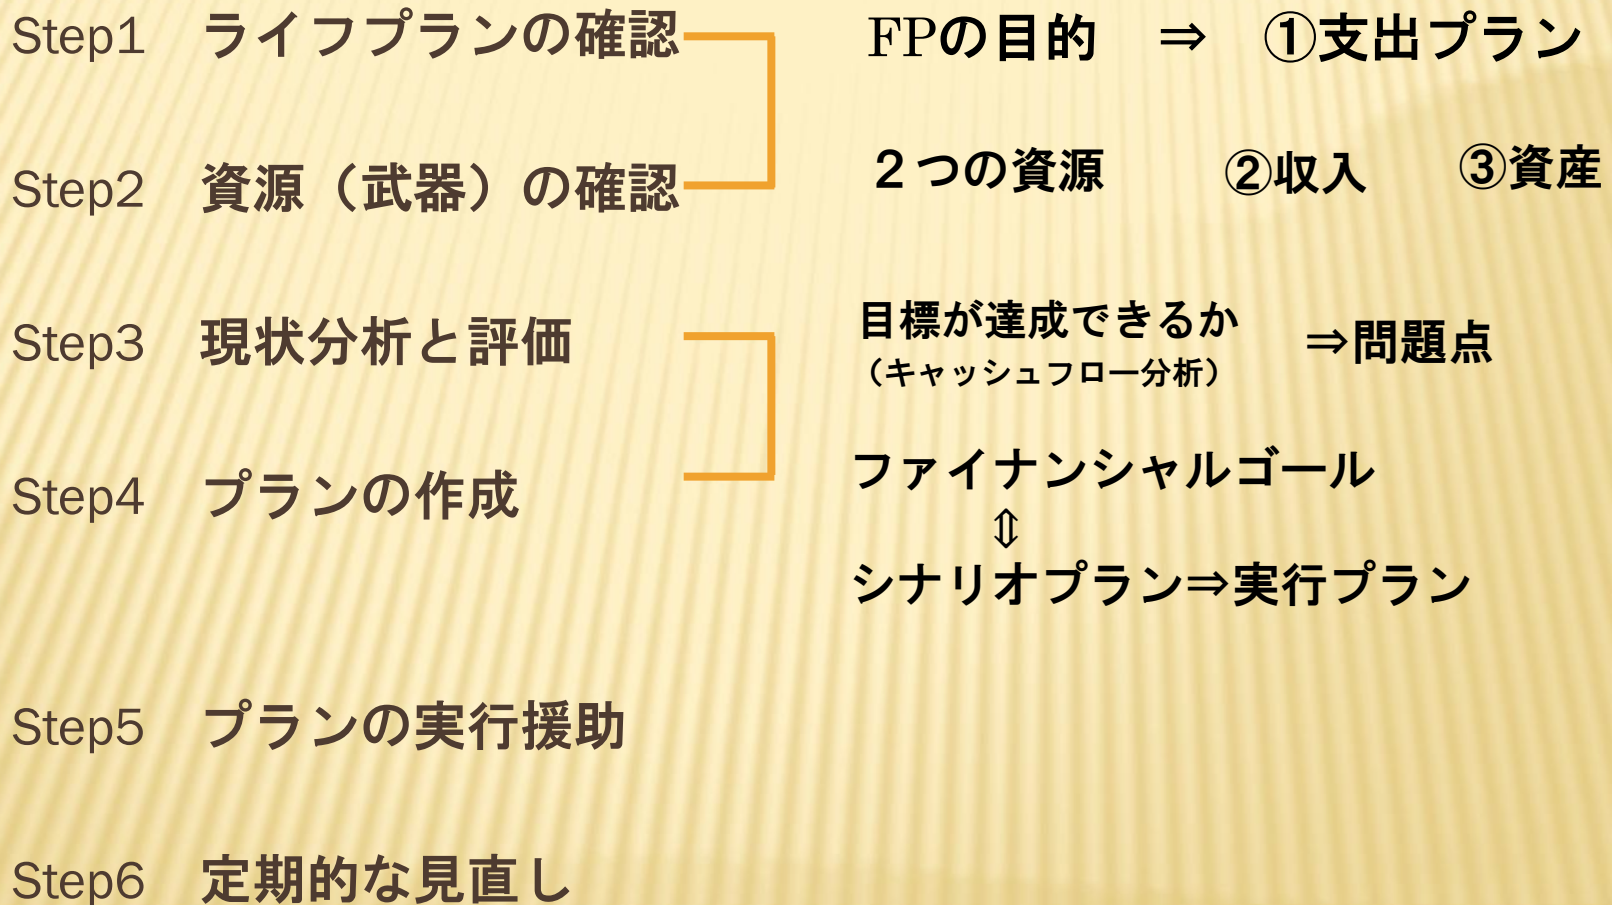 Step1 ライフプランの確認 FPの目的 ⇒ ①支出プラン
Step2 資源（武器）の確認 ２つの資源 ②収入 ③資産
Step3 現状分析と評価 目標が達成できるか ⇒問題点
（キャッシュフロー分析）
Step4 プランの作成 ファイナンシャルゴール
⇕
シナリオプラン⇒実行プラン
Step5 プランの実行援助
Step6 定期的な見直し